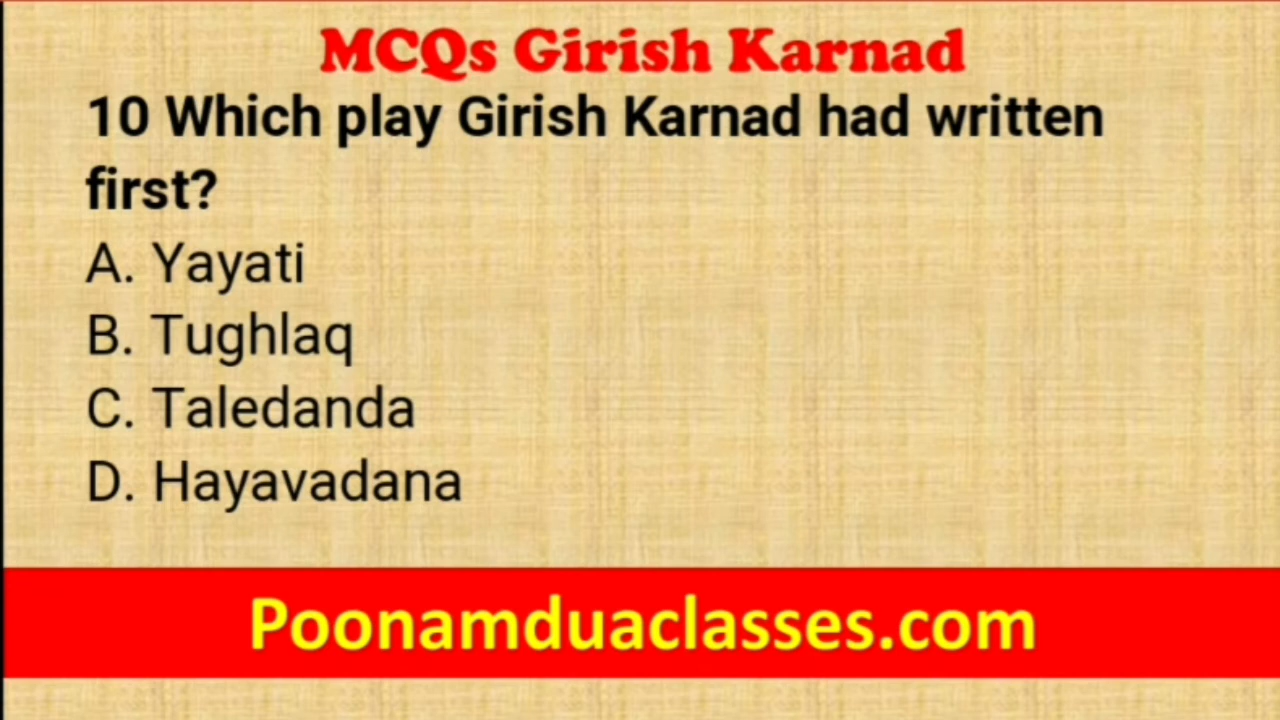 MCQs Girish Karnad
10 Which play Girish Karnad had written
first?
A. Yayati
B. Tughlaq
C. Taledanda
D. Hayavadana
Poonamduaclasses.com